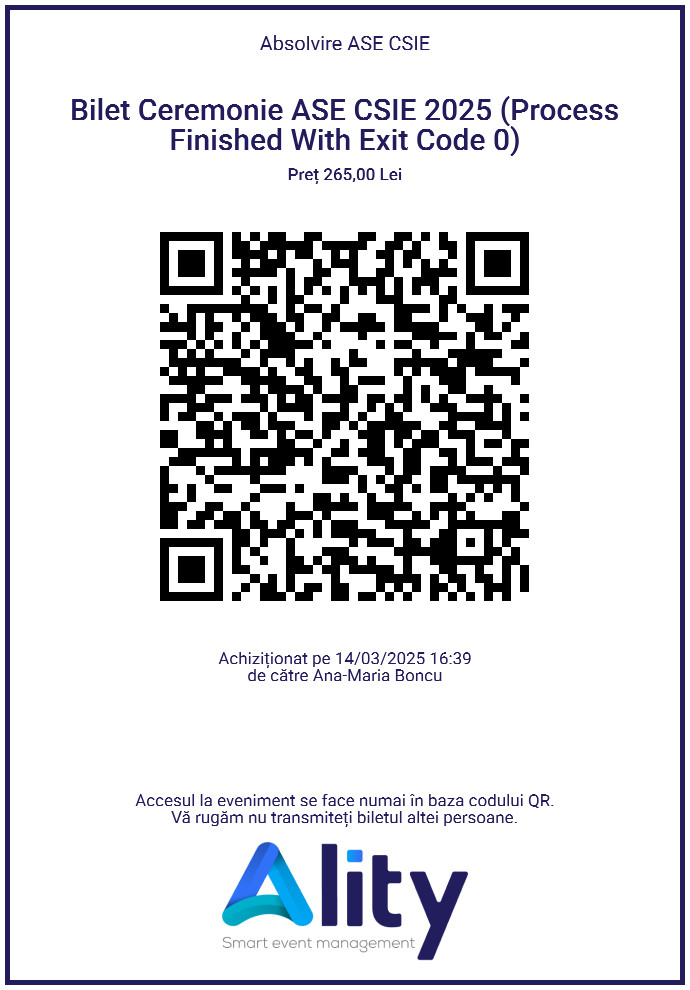 Absolvire ASE CSIE
Bilet Ceremonie ASE CSIE 2025 (Process
Finished With Exit Code 0)
Preț 265,00 Lei
Achiziționat pe 14/03/2025 16:39
de către Ana-Maria Boncu
Accesul la eveniment se face numai în baza codului QR.
Vă rugăm nu transmiteți biletul altei persoane.
Ality
Smart event management